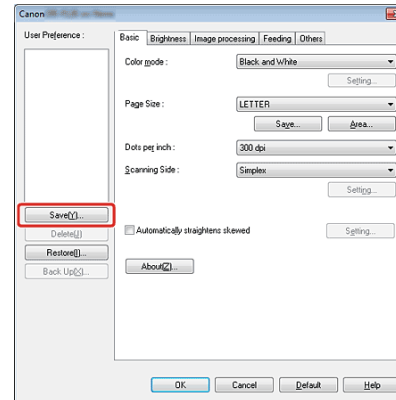 Canon
User Preference :
Basic Brightness Image processing Feeding Others
Color mode : Black and White
Setting...
Page Size : LETTER
Save... Area...
Dots per inch : 300 dpi
Scanning Side : Simplex
Setting...
Save(Y)...
Delete(J)
Automatically straightens skewed Setting...
Restore(I)...
Back Up(X)...
About(Z)...
OK Cancel Default Help